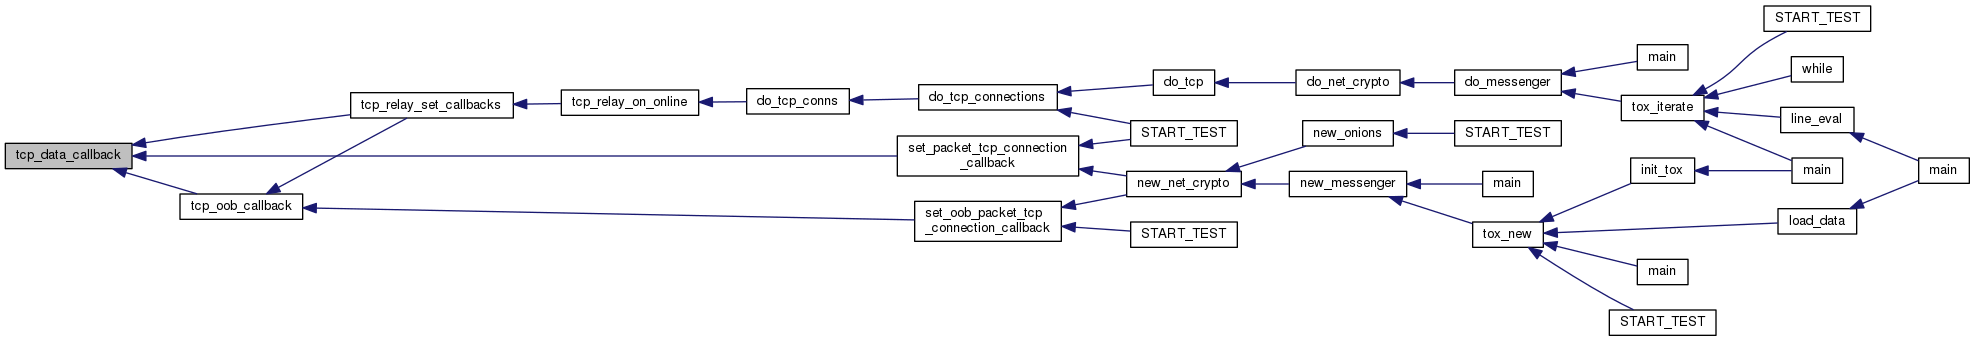 START_TEST
main
while
do_tcp
do_net_crypto
do_messenger
tcp_relay_set_callbacks
tcp_relay_on_online
do_tcp_conns
do_tcp_connections
tox_iterate
line_eval
START_TEST
new_onions
START_TEST
tcp_data_callback
set_packet_tcp_connection
_callback
init_tox
main
main
new_net_crypto
new_messenger
main
tcp_oob_callback
set_oob_packet_tcp
_connection_callback
load_data
START_TEST
tox_new
main
START_TEST